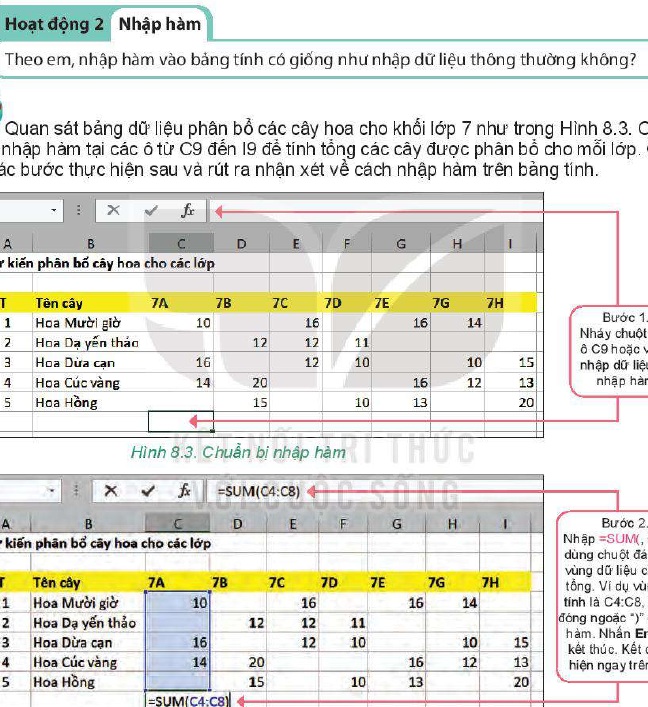 Hoạt động 2 Nhập hàm
Theo em, nhập hàm vào bảng tính có giống như nhập dữ liệu thông thường không?
Quan sát bảng dữ liệu phân bổ các cây hoa cho khối lớp 7 như trong Hình 8.3.
nhập hàm tại các ô từ C9 đến I9 để tính tổng các cây được phân bổ cho mỗi lớp.
các bước thực hiện sau và rút ra nhận xét về cách nhập hàm trên bảng tính.
fx
A B C D E F G H I
kiến phân bổ cây hoa cho các lớp
T Tên cây 7A 7B 7C 7D 7E 7G 7H
1 Hoa Mười giờ 10 16 16 14
2 Hoa Dạ yến thảo 12 12 11
3 Hoa Dừa cạn 16 12 10 10 15
4 Hoa Cúc vàng 14 20 16 12 13
5 Hoa Hồng 15 10 13 20
Bước 1.
Nháy chuột
ô C9 hoặc
nhập dữ liệu
nhập hàm
KẾT NỐI TRI THỨC
Hình 8.3. Chuẩn bị nhập hàm
VỚI CUỘC SỐNG
fx =SUM(C4:C8)
A B C D E F G H I
kiến phân bổ cây hoa cho các lớp
T Tên cây 7A 7B 7C 7D 7E 7G 7H
1 Hoa Mười giờ 10 16 16 14
2 Hoa Dạ yến thảo 12 12 11
3 Hoa Dừa cạn 16 12 10 10 15
4 Hoa Cúc vàng 14 20 16 12 13
5 Hoa Hồng 15 10 13 20
=SUM(C4:C8)
Bước 2.
Nhập =SUM(,
dùng chuột
vùng dữ liệu
tổng. Ví dụ
tính là C4:C8,
đóng ngoặc ")"
hàm. Nhấn
kết thúc. Kết
hiện ngay trên